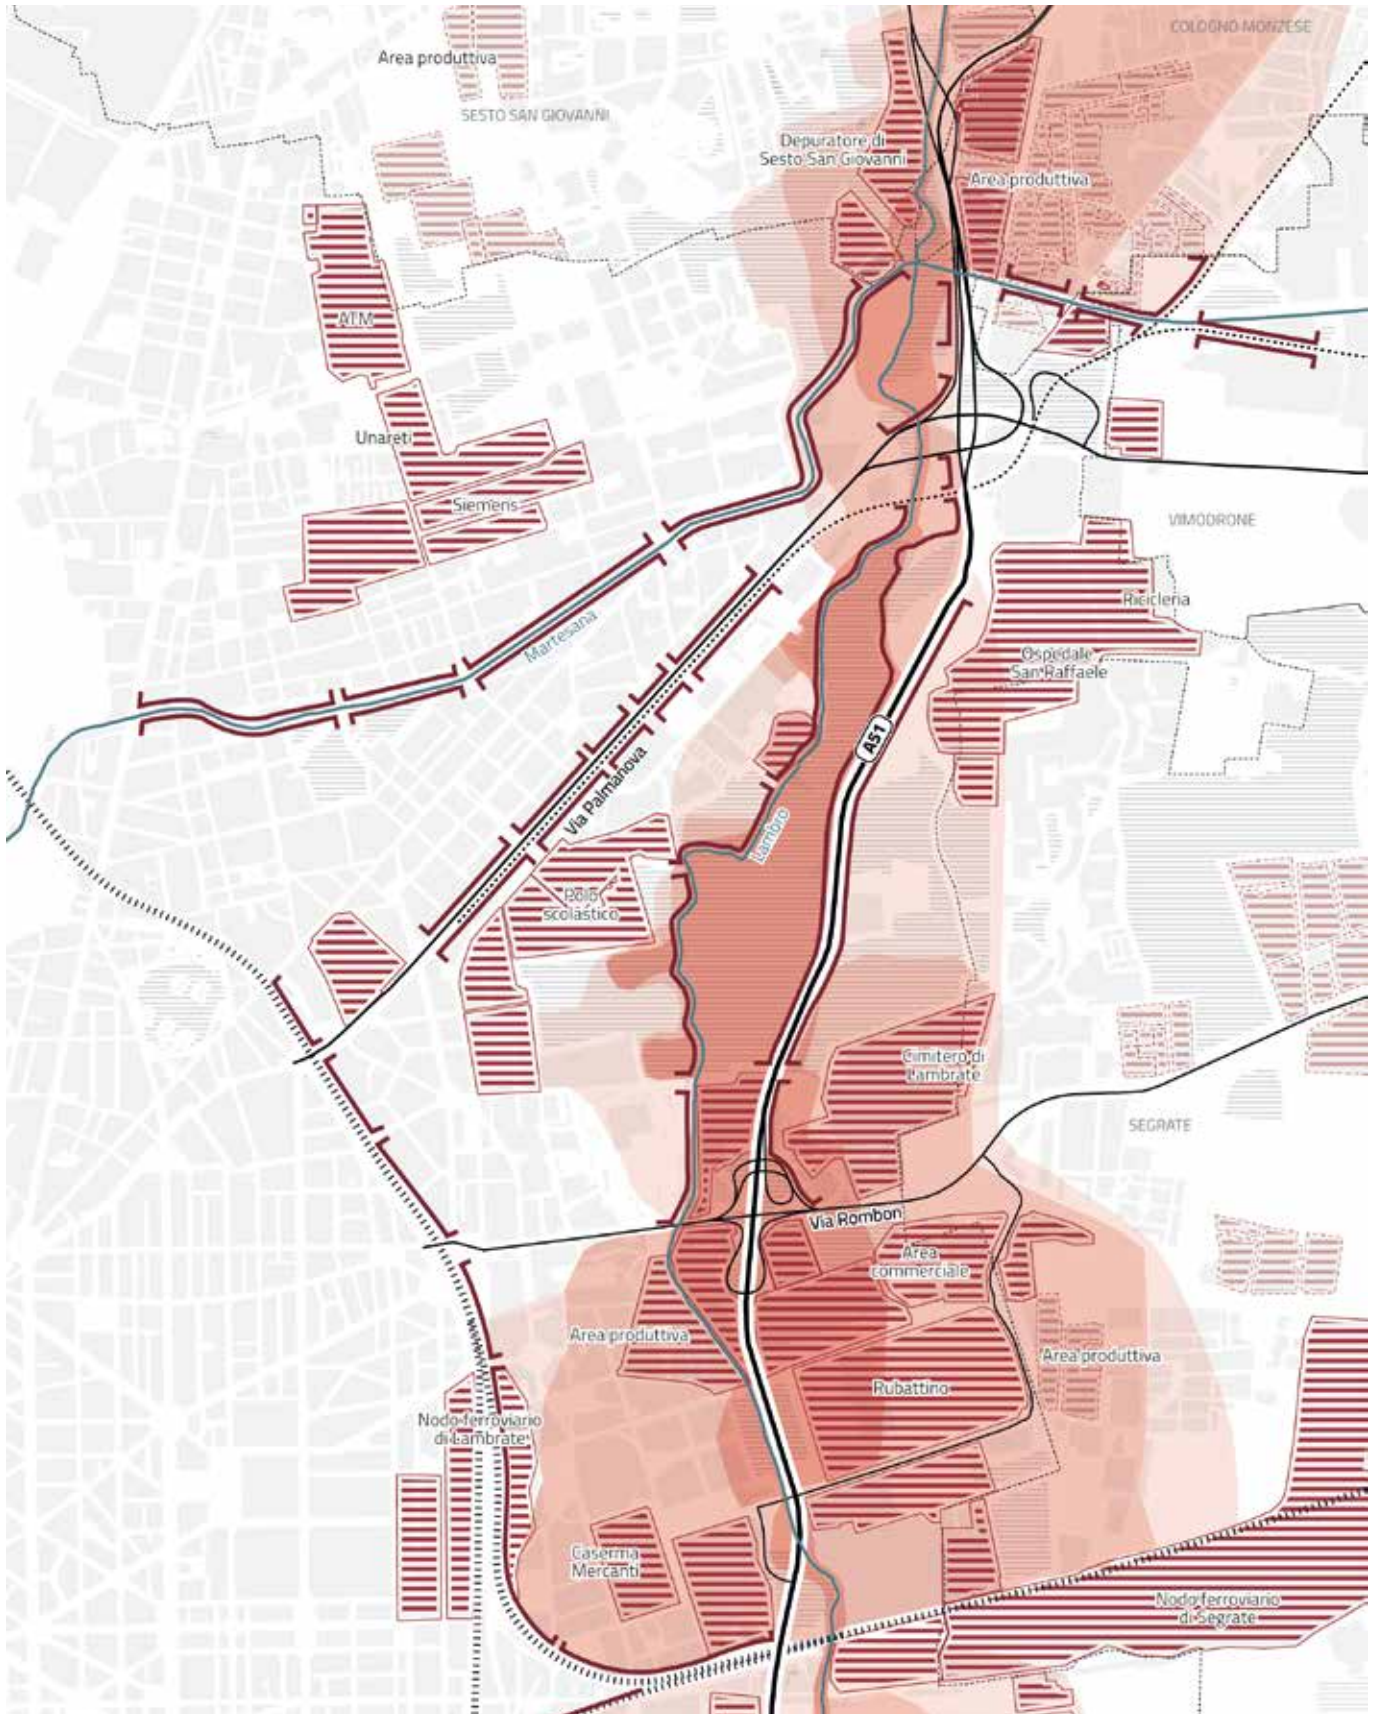 COLOGNO MONZESE
Area produttiva
SESTO SAN GIOVANNI
Depuratore di
Sesto San Giovanni
Area produttiva
ATM
Unareti
Siemens
VIMODRONE
Ricicleria
Martesana
Ospedale
San Raffaele
A51
Via Palmanova
Lambro
Polo
scolastico
Cimitero di
Lambrate
SEGRATE
Via Rombon
Area
commerciale
Area produttiva
Area produttiva
Rubattino
Nodo ferroviario
di Lambrate
Caserma
Mercanti
Nodo ferroviario
di Segrate